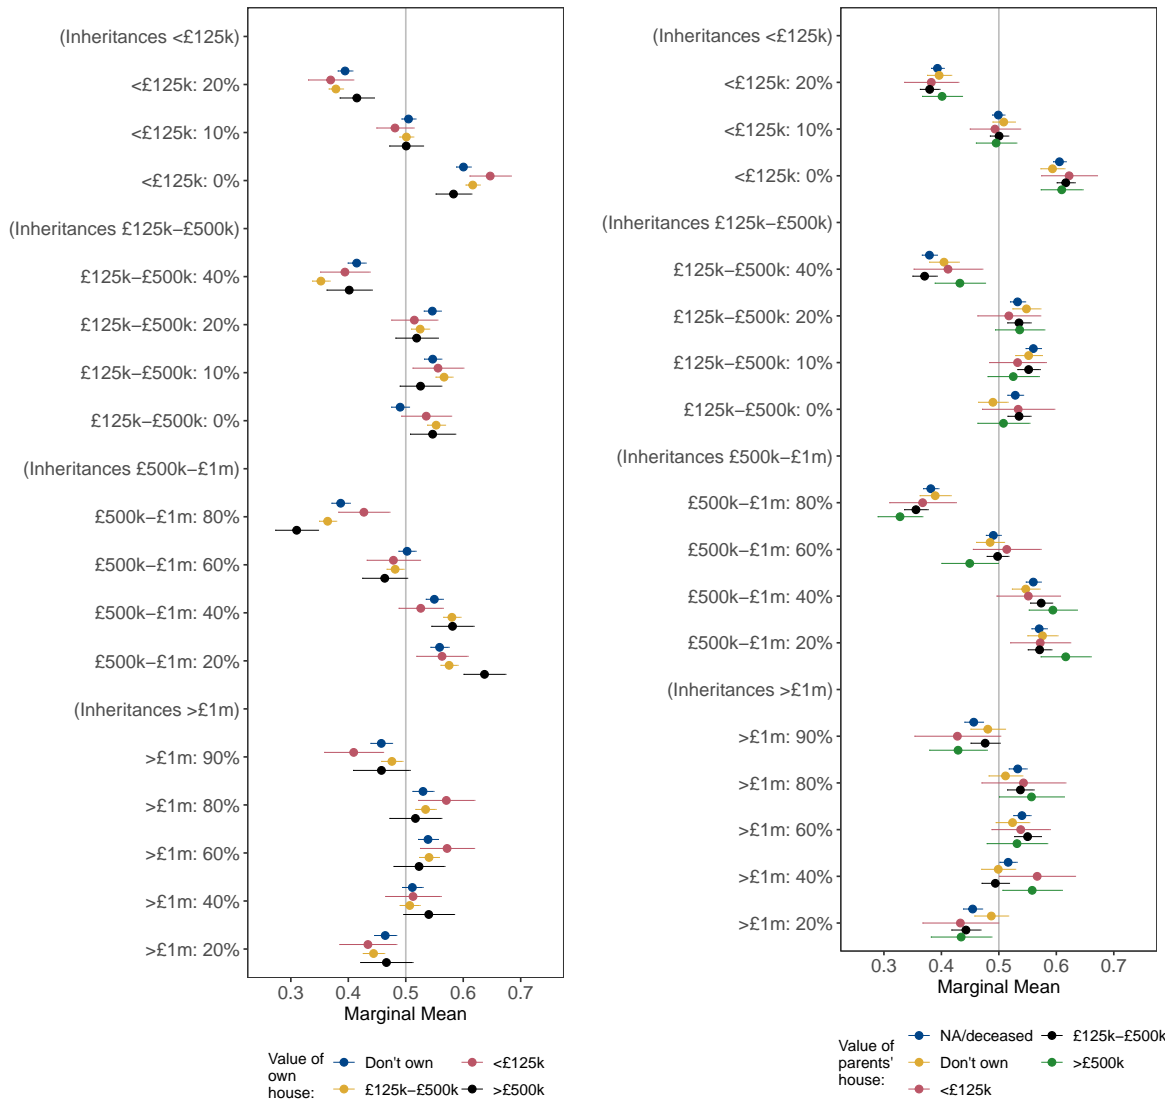 (Inheritances <£125k)
<£125k: 20%
<£125k: 10%
<£125k: 0%
(Inheritances £125k−£500k)
£125k−£500k: 40%
£125k−£500k: 20%
£125k−£500k: 10%
£125k−£500k: 0%
(Inheritances £500k−£1m)
£500k−£1m: 80%
£500k−£1m: 60%
£500k−£1m: 40%
£500k−£1m: 20%
(Inheritances >£1m)
>£1m: 90%
>£1m: 80%
>£1m: 60%
>£1m: 40%
>£1m: 20%
0.3 0.4 0.5 0.6 0.7
Marginal Mean
Value of
own
house:
Don't own
<£125k
£125k−£500k
>£500k
(Inheritances <£125k)
<£125k: 20%
<£125k: 10%
<£125k: 0%
(Inheritances £125k−£500k)
£125k−£500k: 40%
£125k−£500k: 20%
£125k−£500k: 10%
£125k−£500k: 0%
(Inheritances £500k−£1m)
£500k−£1m: 80%
£500k−£1m: 60%
£500k−£1m: 40%
£500k−£1m: 20%
(Inheritances >£1m)
>£1m: 90%
>£1m: 80%
>£1m: 60%
>£1m: 40%
>£1m: 20%
0.3 0.4 0.5 0.6 0.7
Marginal Mean
Value of
parents'
house:
NA/deceased
Don't own
<£125k
£125k−£500k
>£500k